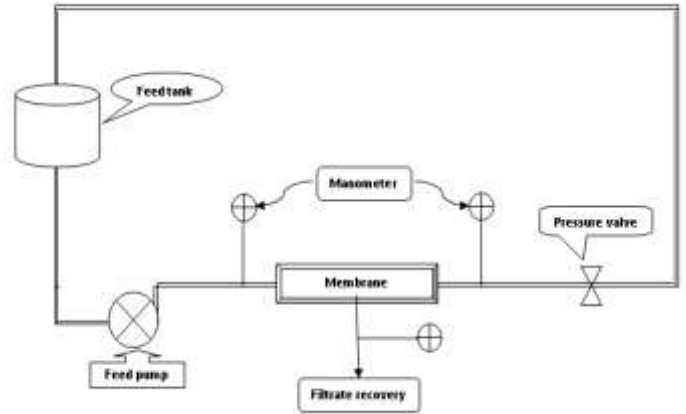 Feed tank
Manometer
Pressure valve
Membrane
Feed pump
Filtrate recovery